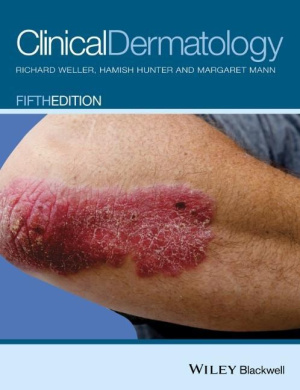 ClinicalDermatology
RICHARD WELLER, HAMISH HUNTER AND MARGARET MANN
FIFTHEDITION
WILEY Blackwell